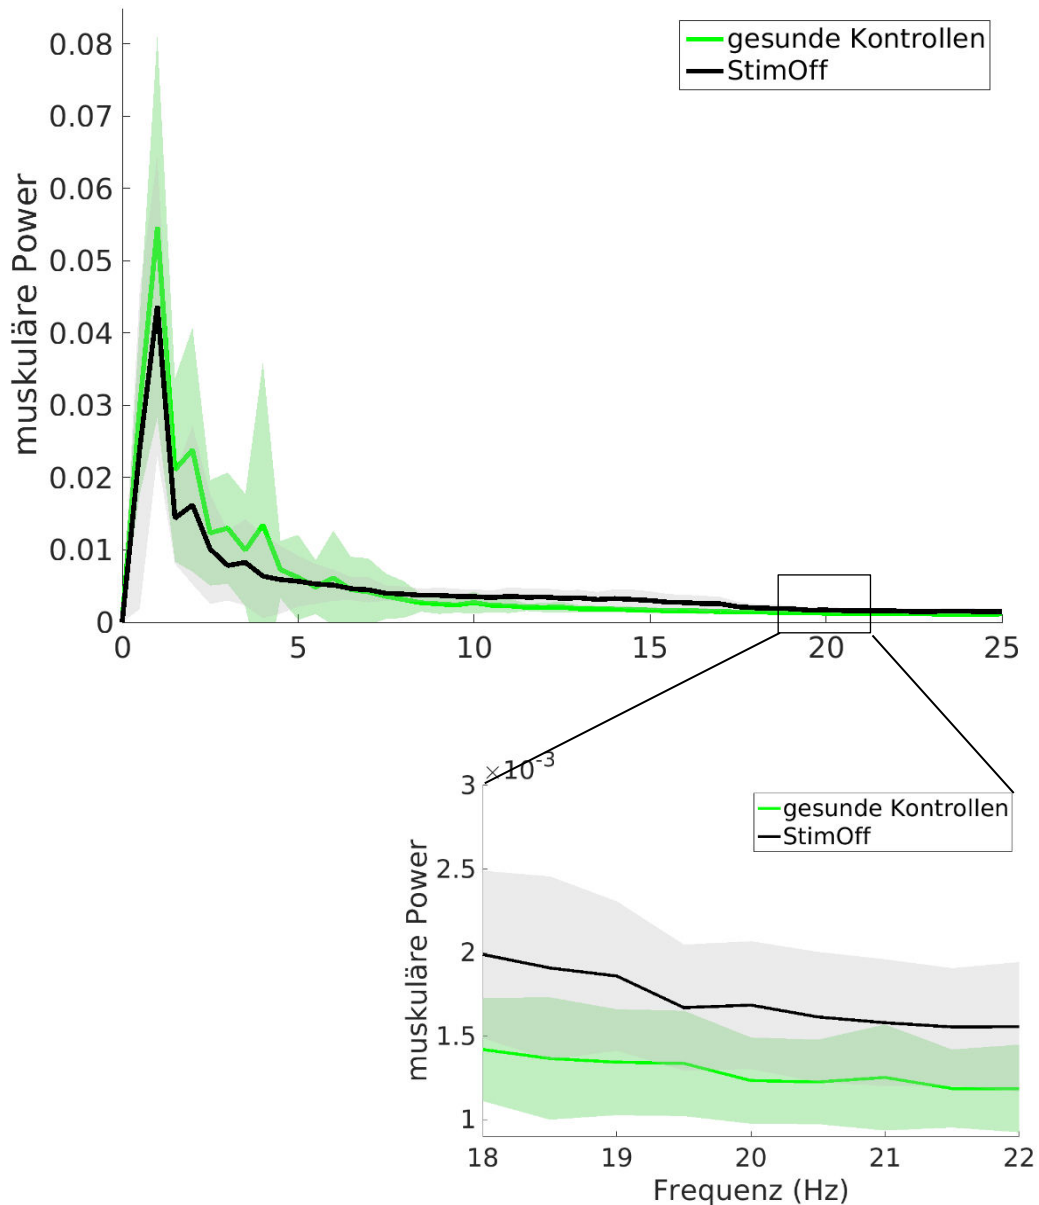 gesunde Kontrollen
StimOff
muskuläre Power
0.08
0.07
0.06
0.05
0.04
0.03
0.02
0.01
0
0 5 10 15 20 25
×10-3
gesunde Kontrollen
StimOff
muskuläre Power
3
2.5
2
1.5
1
18 19 20 21 22
Frequenz (Hz)